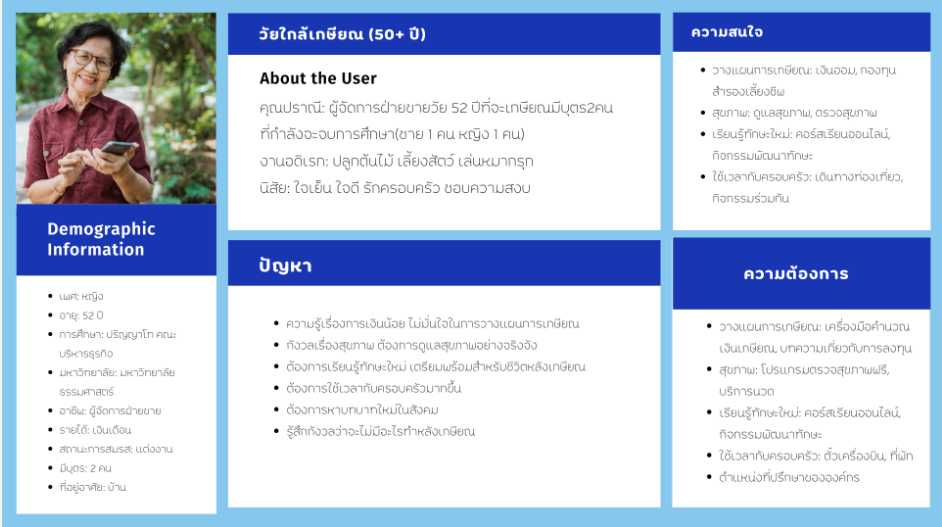 วัยใกล้เกษียณ (50+ ปี)
About the User
คุณปราณี: ผู้จัดการฝ่ายขายวัย 52 ปีที่จะเกษียณมีบุตร2คน
ที่กำลังจะจบการศึกษา(ชาย 1 คน หญิง 1 คน)
งานอดิเรก: ปลูกต้นไม้ เลี้ยงสัตว์ เล่นหมากรุก
นิสัย: ใจเย็น ใจดี รักครอบครัว ชอบความสงบ
ความสนใจ
วางแผนการเกษียณ: เงินออม, กองทุน
สำรองเลี้ยงชีพ
สุขภาพ: ดูแลสุขภาพ, ตรวจสุขภาพ
เรียนรู้ทักษะใหม่: คอร์สเรียนออนไลน์,
กิจกรรมพัฒนาทักษะ
ใช้เวลากับครอบครัว: เดินทางท่องเที่ยว,
กิจกรรมร่วมกัน
Demographic
Information
เพศ: หญิง
อายุ: 52 ปี
การศึกษา: ปริญญาโท คณะ
บริหารธุรกิจ
มหาวิทยาลัย: มหาวิทยาลัย
ธรรมศาสตร์
อาชีพ: ผู้จัดการฝ่ายขาย
รายได้: เงินเดือน
สถานะการสมรส: แต่งงาน
มีบุตร: 2 คน
ที่อยู่อาศัย: บ้าน
ปัญหา
ความรู้เรื่องการเงินน้อย ไม่มั่นใจในการวางแผนการเกษียณ
กังวลเรื่องสุขภาพ ต้องการดูแลสุขภาพอย่างจริงจัง
ต้องการเรียนรู้ทักษะใหม่ เตรียมพร้อมสำหรับชีวิตหลังเกษียณ
ต้องการใช้เวลากับครอบครัวมากขึ้น
ต้องการหาบทบาทใหม่ในสังคม
รู้สึกกังวลว่าจะไม่มีอะไรทำหลังเกษียณ
ความต้องการ
วางแผนการเกษียณ: เครื่องมือคำนวณ
เงินเกษียณ, บทความเกี่ยวกับการลงทุน
สุขภาพ: โปรแกรมตรวจสุขภาพฟรี,
บริการนวด
เรียนรู้ทักษะใหม่: คอร์สเรียนออนไลน์,
กิจกรรมพัฒนาทักษะ
ใช้เวลากับครอบครัว: ตั๋วเครื่องบิน, ที่พัก
ตำแหน่งที่ปรึกษาขององค์กร